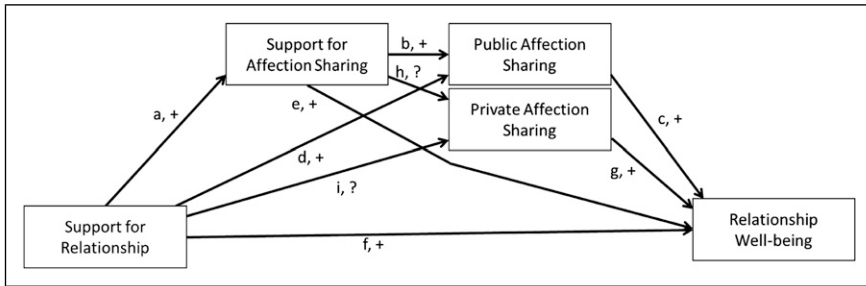 Support for
Affection Sharing
b, +
Public Affection
Sharing
h, ?
e, +
Private Affection
Sharing
a, +
c, +
d, +
g, +
i, ?
Support for
Relationship
f, +
Relationship
Well-being